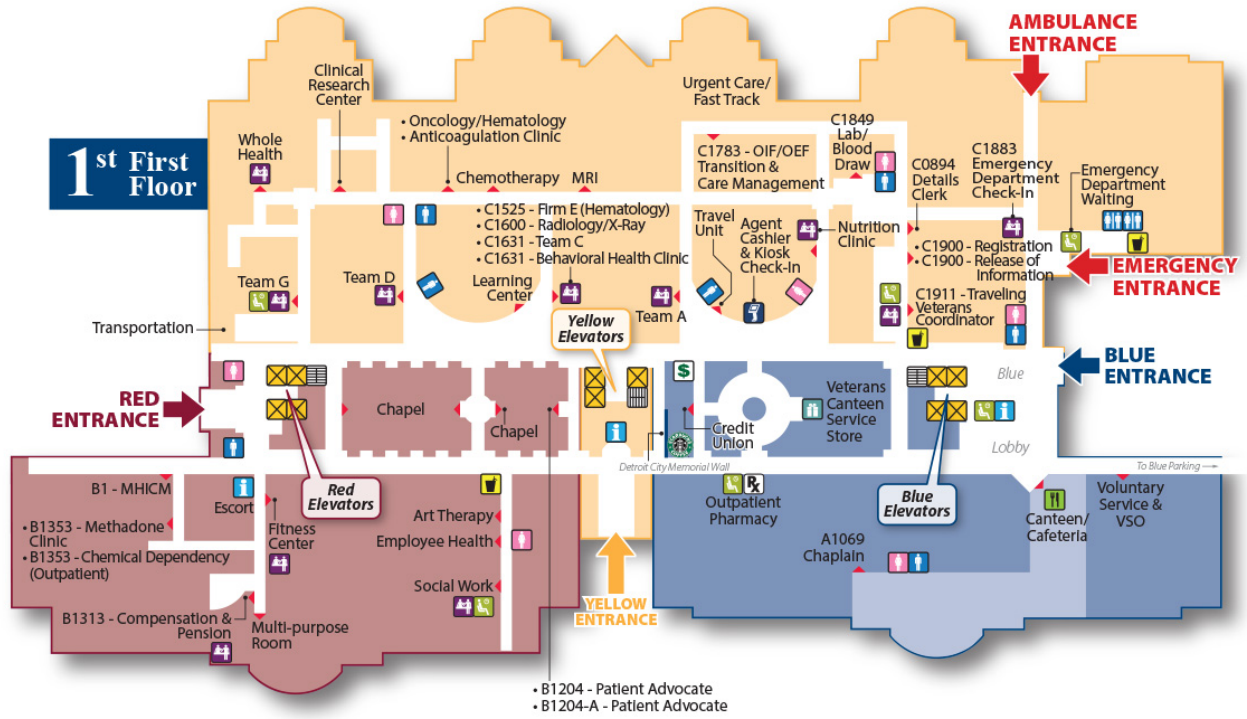 AMBULANCE
ENTRANCE
1st First
Floor
Clinical
Research
Center
• Oncology/Hematology
• Anticoagulation Clinic
Urgent Care/
Fast Track
Whole
Health
Chemotherapy
MRI
C1783 - OIF/OEF
Transition &
Care Management
C1849
Lab/
Blood
Draw
C0894
Details
Clerk
C1883
Emergency
Department
Check-In
Emergency
Department
Waiting
• C1525 - Firm E (Hematology)
• C1600 - Radiology/X-Ray
• C1631 - Team C
• C1631 - Behavioral Health Clinic
Travel
Unit
Agent
Cashier
& Kiosk
Check-In
Nutrition
Clinic
• C1900 - Registration
• C1900 - Release of
Information
EMERGENCY
ENTRANCE
Team G
Team D
Learning
Center
Team A
C1911 - Traveling
Veterans
Coordinator
Transportation
Yellow
Elevators
BLUE
ENTRANCE
Blue
$
RED
ENTRANCE
Chapel
Chapel
Credit
Union
Veterans
Canteen
Service
Store
i
i
Lobby
Detroit City Memorial Wall
To Blue Parking
B1 - MHICM
i
Escort
Red
Elevators
Rx
Outpatient
Pharmacy
Blue
Elevators
Canteen/
Cafeteria
Voluntary
Service &
VSO
• B1353 - Methadone
Clinic
• B1353 - Chemical Dependency
(Outpatient)
Fitness
Center
Art Therapy
Employee Health
A1069
Chaplain
Social Work
YELLOW
ENTRANCE
B1313 - Compensation &
Pension
Multi-purpose
Room
• B1204 - Patient Advocate
• B1204-A - Patient Advocate